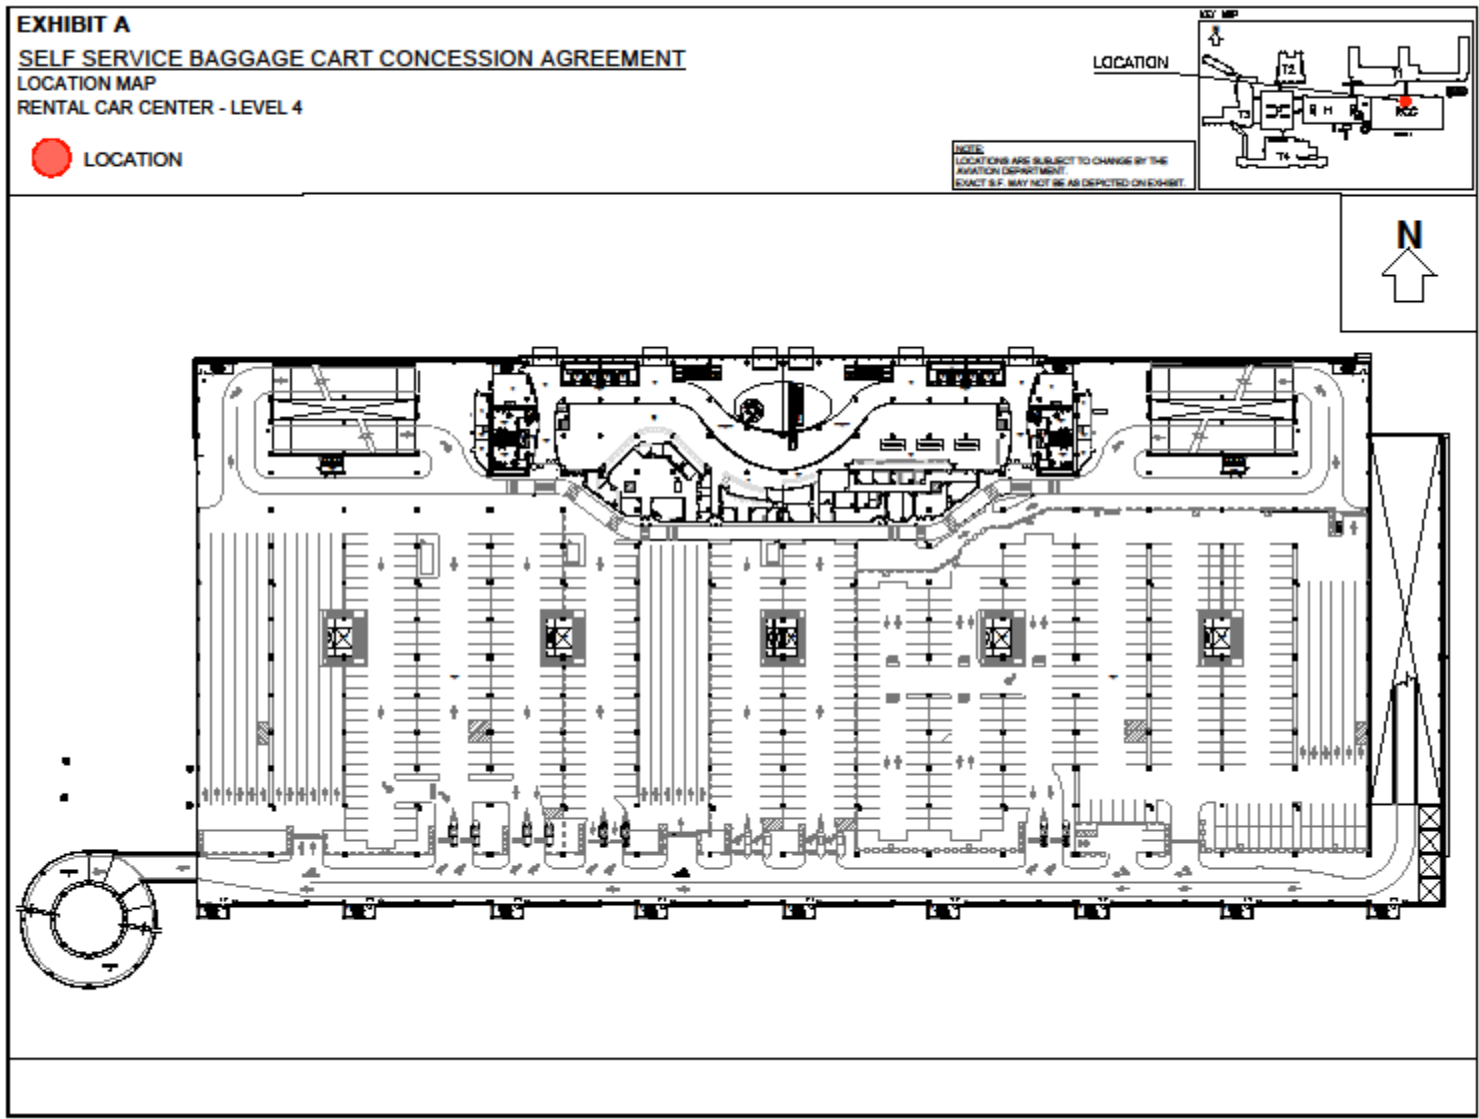 EXHIBIT A
SELF SERVICE BAGGAGE CART CONCESSION AGREEMENT
LOCATION MAP
RENTAL CAR CENTER - LEVEL 4
LOCATION
LOCATION
KEY MAP
T2
T1
T3
H
RCC
T4
NOTE:
LOCATIONS ARE SUBJECT TO CHANGE BY THE
AVIATION DEPARTMENT.
EXACT S.F. MAY NOT BE AS DEPICTED ON EXHIBIT.
N